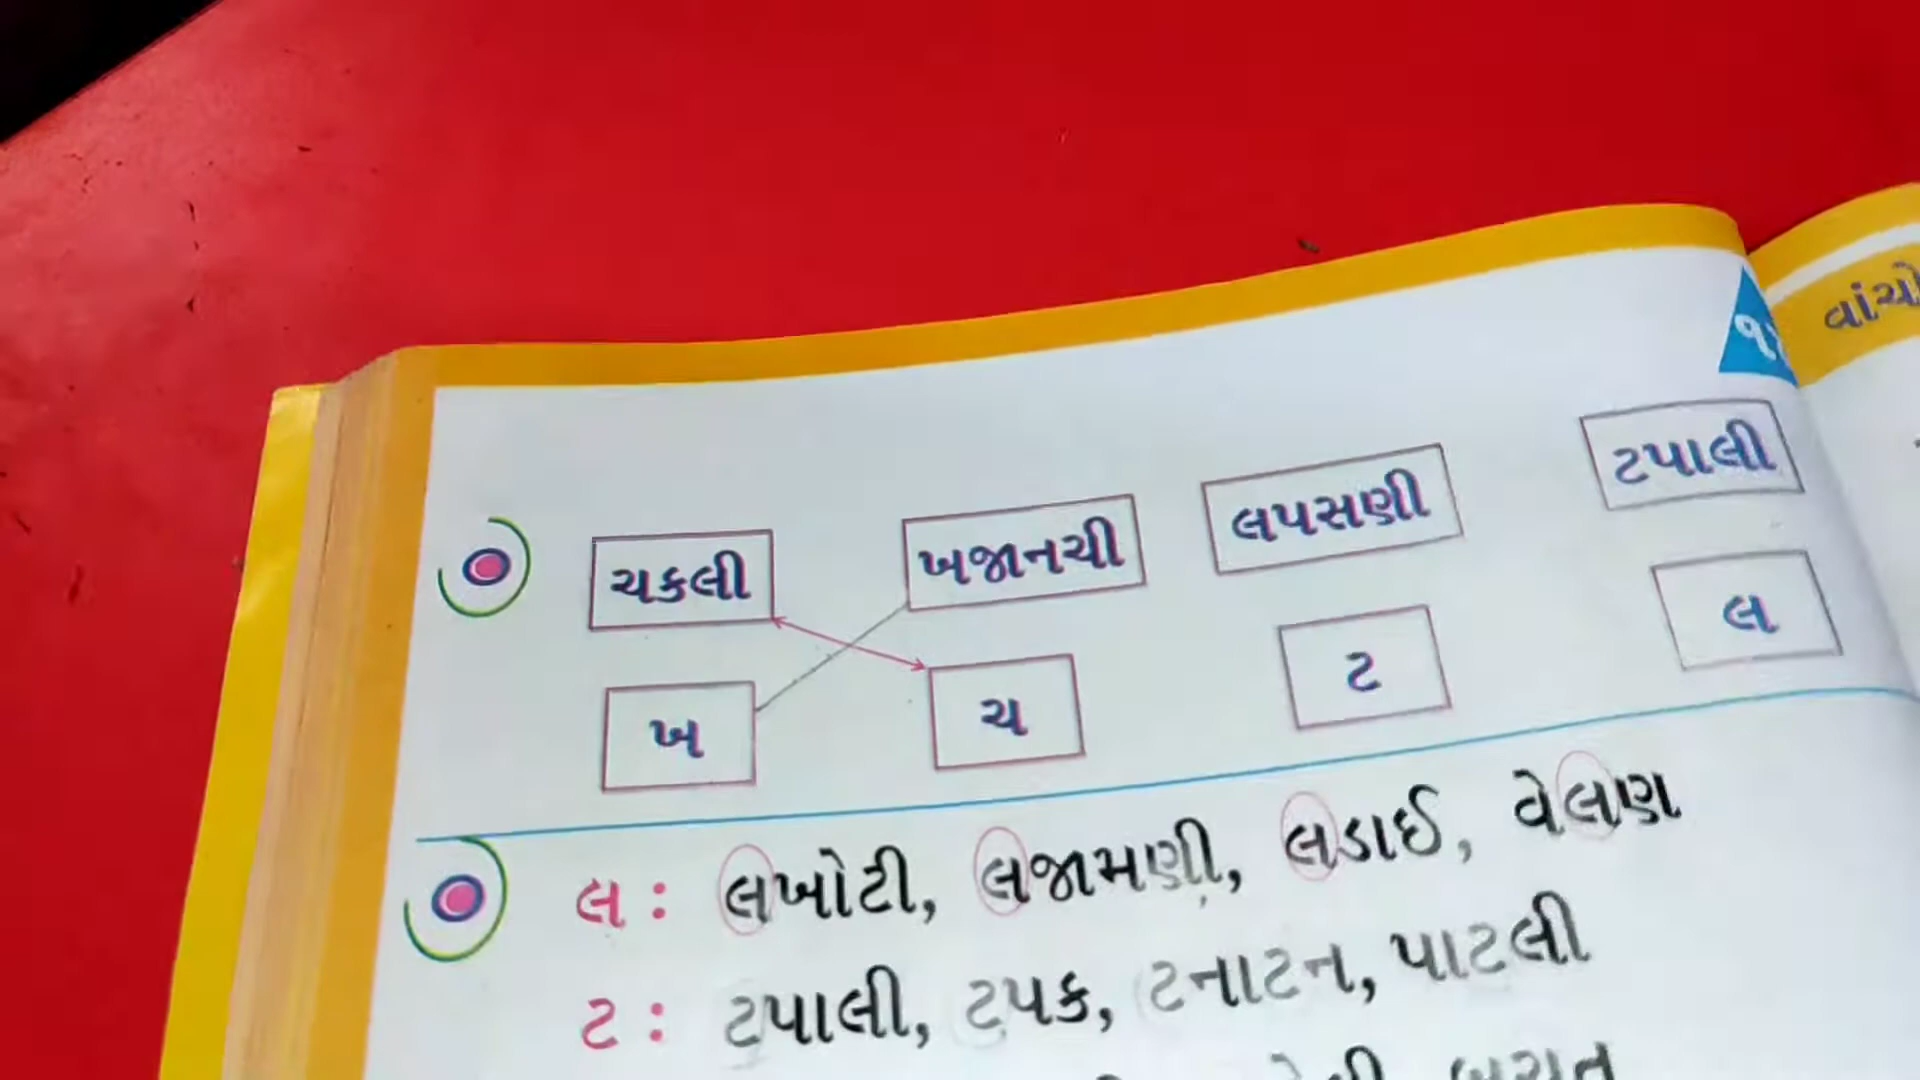 ચકલી ખજાનચી લપસણી ટપાલી
ખ ચ ટ લ
લ : લખોટી, લજામણી, લડાઈ, વેલણ
ટ : ટપાલી, ટપક, ટનાટન, પાટલી